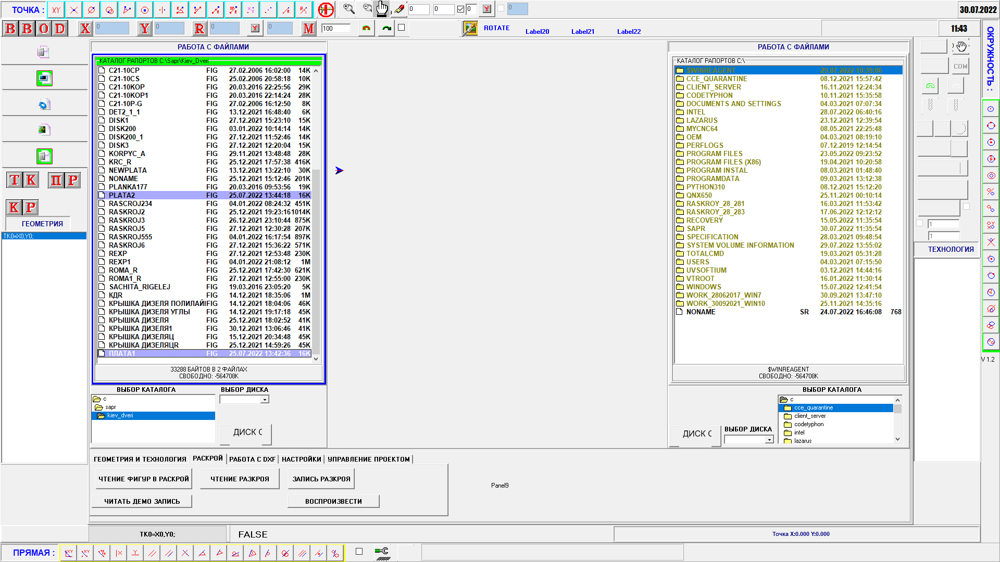 ТОЧКА :
0
0
0
0
30.07.2022
B B O D X 0 Y 0 R 0 0 M 100
ROTATE
Label20
Label21
Label22
11:43
ОКРУЖНОСТЬ :
РАБОТА С ФАЙЛАМИ
КАТАЛОГ РАПОРТОВ C:\Sapr\Kiev_Dveri
C21-10CP FIG 27.02.2006 16:02:00 14K
C21-10CS FIG 25.02.2006 20:58:18 10K
C21-10KOP FIG 20.03.2016 22:25:56 29K
C21-10KOP1 FIG 20.03.2016 22:14:24 28K
C21-10P-G FIG 27.02.2006 16:12:50 8K
DET2_1_1 FIG 13.12.2021 16:48:40 6K
DISK1 FIG 27.12.2021 15:23:10 15K
DISK200 FIG 03.01.2022 10:14:14 14K
DISK200_1 FIG 27.12.2021 11:52:46 14K
DISK3 FIG 27.12.2021 12:20:04 15K
KORPYC_A FIG 29.11.2021 13:48:48 28K
KRC_R FIG 25.12.2021 17:57:38 416K
NEWPLATA FIG 13.12.2021 13:22:10 30K
NONAME FIG 25.12.2021 15:12:46 201K
PLANKA177 FIG 20.03.2016 09:53:56 19K
PLATA2 FIG 25.07.2022 13:44:18 16K
RASCROJ234 FIG 04.01.2022 08:24:32 451K
RASKROJ2 FIG 25.12.2021 19:23:16 1014K
RASKROJ3 FIG 26.12.2021 23:10:44 875K
RASKROJ5 FIG 27.12.2021 12:30:28 207K
RASKROJ555 FIG 04.01.2022 16:17:54 897K
RASKROJ6 FIG 27.12.2021 15:36:22 571K
REXP FIG 27.12.2021 12:53:48 230K
REXP1 FIG 04.01.2022 21:08:12 1M
ROMA_R FIG 25.12.2021 17:42:30 621K
ROMA1_R FIG 27.12.2021 12:55:00 230K
SACHITA_RIGELEJ FIG 19.03.2016 23:05:20 5K
КДR FIG 14.12.2021 18:35:06 1M
КРЫШКА ДИЗЕЛЯ ПОЛИЛАЙ FIG 14.12.2021 18:04:06 46K
КРЫШКА ДИЗЕЛЯ УГЛЫ FIG 14.12.2021 19:17:18 45K
КРЫШКА ДИЗЕЛЯ FIG 25.12.2021 18:02:52 41K
КРЫШКА ДИЗЕЛЯ1 FIG 30.12.2021 13:06:46 41K
КРЫШКА ДИЗЕЛЯЦ FIG 15.12.2021 20:34:48 45K
КРЫШКА ДИЗЕЛЯЦR FIG 25.12.2021 14:59:26 45K
ПЛАТА1 FIG 25.07.2022 13:42:36 16K
33288 БАЙТОВ В 2 ФАЙЛАХ
СВОБОДНО: -564708K
ВЫБОР КАТАЛОГА
ВЫБОР ДИСКА
c
sapr
kiev_dveri
ДИСК C
T K П P
K P
ГЕОМЕТРИЯ
TK0=X0,Y0;
РАБОТА С ФАЙЛАМИ
КАТАЛОГ РАПОРТОВ C:\
$WINREAGENT 29.07.2022 10:39:06
CCE_QUARANTINE 08.12.2021 15:57:42
CLIENT_SERVER 16.11.2021 12:24:34
CODETYPHON 10.11.2021 15:35:58
DOCUMENTS AND SETTINGS 04.03.2021 07:07:34
INTEL 28.07.2022 06:40:16
LAZARUS 23.12.2021 12:39:54
MYCNC64 08.05.2021 22:25:48
OEM 04.03.2021 08:19:10
PERFLOGS 07.12.2019 12:14:54
PROGRAM FILES 23.05.2022 09:23:52
PROGRAM FILES (X86) 19.04.2021 10:20:58
PROGRAM INSTAL 08.03.2021 01:48:40
PROGRAMDATA 09.03.2021 13:12:38
PYTHON310 08.12.2021 15:12:20
QNX650 25.11.2021 00:10:14
RASKROY_28_281 16.03.2021 11:53:42
RASKROY_28_283 17.06.2022 12:12:12
RECOVERY 15.05.2022 11:35:54
SAPR 30.07.2022 11:35:54
SPECIFICATION 28.03.2021 09:48:54
SYSTEM VOLUME INFORMATION 29.07.2022 13:55:02
TOTALCMD 19.03.2021 05:31:28
USERS 04.03.2021 07:15:50
UVSOFTIUM 03.12.2021 14:44:16
VTROOT 16.01.2022 11:30:14
WINDOWS 15.07.2022 12:41:54
WORK_28062017_WIN7 30.09.2021 13:47:10
WORK_30092021_WIN10 25.11.2021 14:35:16
NONAME SR 24.07.2022 16:46:08 768
$WINREAGENT
СВОБОДНО: -564708K
ВЫБОР КАТАЛОГА
ДИСК C
ВЫБОР ДИСКА
c
cce_quarantine
client_server
codetyphon
intel
lazarus
COM
1
1
ТЕХНОЛОГИЯ
V 1.2
ГЕОМЕТРИЯ И ТЕХНОЛОГИЯ
РАСКРОЙ
РАБОТА С DXF
НАСТРОЙКИ
УПРАВЛЕНИЕ ПРОЕКТОМ
ЧТЕНИЕ ФИГУР В РАСКРОЙ
ЧТЕНИЕ РАЗКРОЯ
ЗАПИСЬ РАЗКРОЯ
ЧИТАТЬ ДЕМО ЗАПИСЬ
ВОСПРОИЗВЕСТИ
Panel9
TK0=X0,Y0;
FALSE
Точка X:0.000 Y:0.000
ПРЯМАЯ :